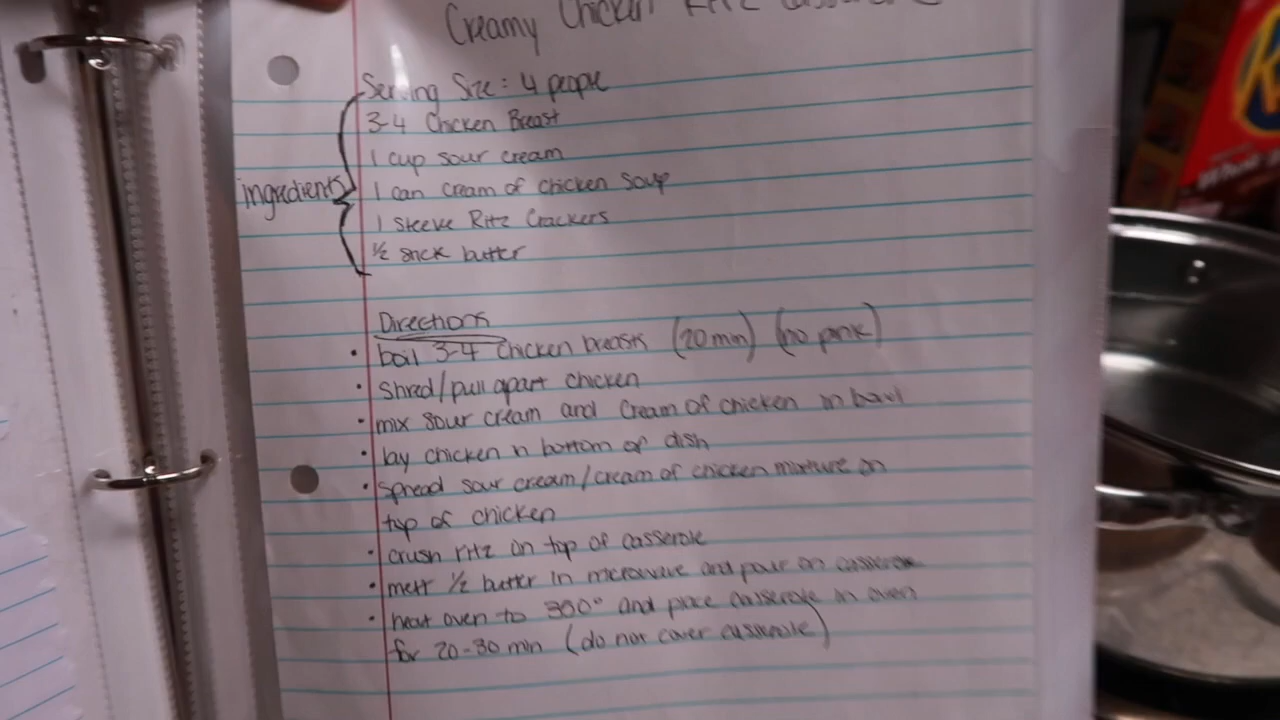 Creamy Chicken Ritz Casserole
Serving Size: 4 people
3-4 Chicken Breast
1 cup sour cream
ingredients
1 can cream of chicken soup
1 sleeve Ritz Crackers
½ stick butter
Directions
• boil 3-4 chicken breasts (20 min) (no pink)
• Shred/pull apart chicken
• mix sour cream and cream of chicken in bowl
• lay chicken n bottom of dish
• spread sour cream/cream of chicken mixture on
top of chicken
• crush ritz on top of casserole
• melt ½ butter in microwave and pour on casserole
• heat oven to 300° and place casserole in oven
for 20-30 min (do not cover casserole)